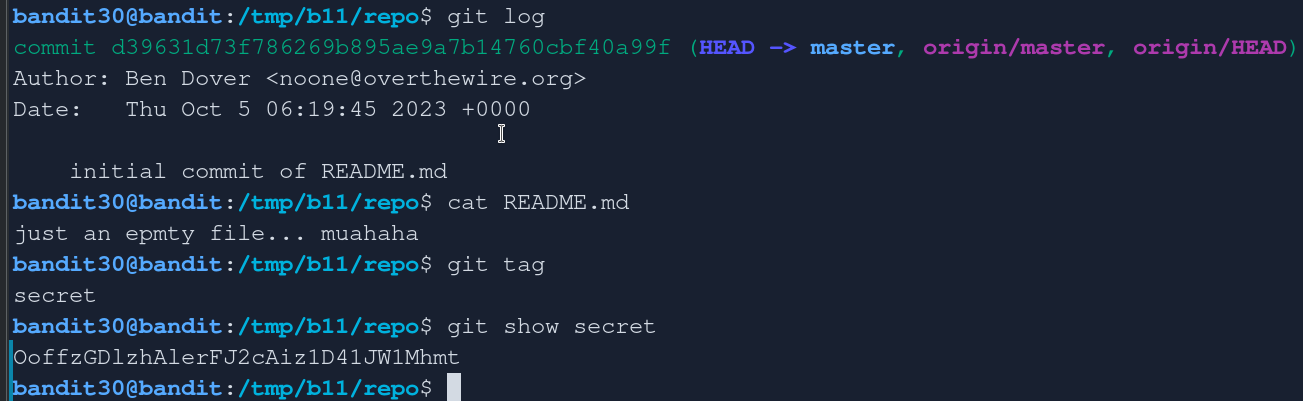 bandit30@bandit:/tmp/b11/repo$ git log
commit d39631d73f786269b895ae9a7b14760cbf40a99f (HEAD -> master, origin/master, origin/HEAD)
Author: Ben Dover <noone@overthewire.org>
Date:   Thu Oct 5 06:19:45 2023 +0000
    initial commit of README.md
bandit30@bandit:/tmp/b11/repo$ cat README.md
just an epmty file... muahaha
bandit30@bandit:/tmp/b11/repo$ git tag
secret
bandit30@bandit:/tmp/b11/repo$ git show secret
OoffzGDlzhAlerFJ2cAiz1D41JW1Mhmt
bandit30@bandit:/tmp/b11/repo$